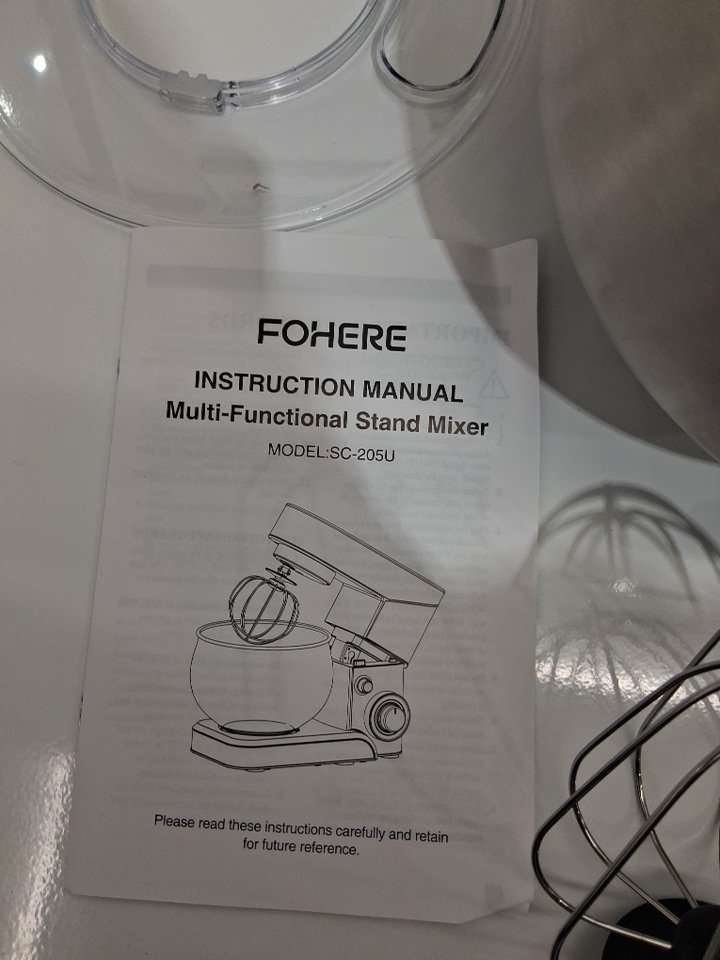 FOHERE
INSTRUCTION MANUAL
Multi-Functional Stand Mixer
MODEL:SC-205U
Please read these instructions carefully and retain
for future reference.